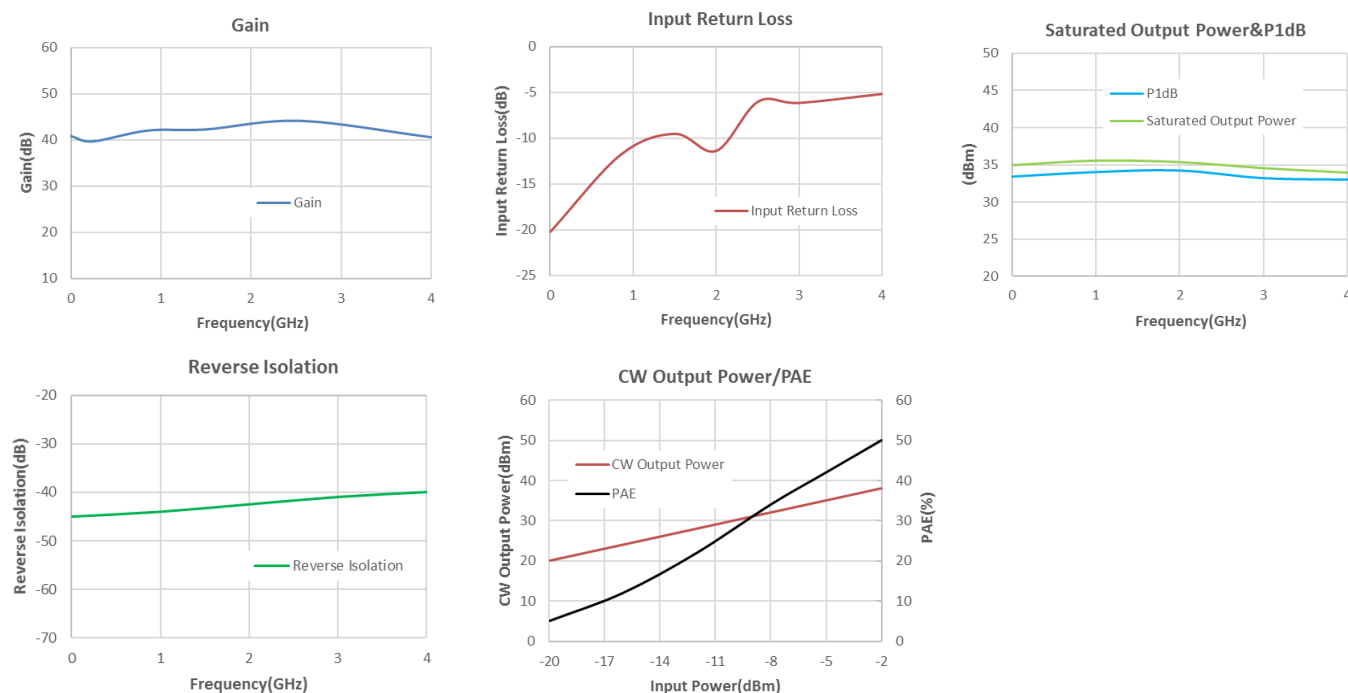 Gain
60
50
40
30
20
10
Gain(dB)
Gain
0 1 2 3 4
Frequency(GHz)
Input Return Loss
0
-5
-10
-15
-20
-25
Input Return Loss(dB)
Input Return Loss
0 1 2 3 4
Frequency(GHz)
Saturated Output Power&P1dB
50
45
40
35
30
25
20
(dBm)
P1dB
Saturated Output Power
0 1 2 3 4
Frequency(GHz)
Reverse Isolation
-20
-30
-40
-50
-60
-70
Reverse Isolation(dB)
Reverse Isolation
0 1 2 3 4
Frequency(GHz)
CW Output Power/PAE
60
50
40
30
20
10
0
CW Output Power(dBm)
CW Output Power
PAE
60
50
40
30
20
10
0
PAE(%)
-20 -17 -14 -11 -8 -5 -2
Input Power(dBm)